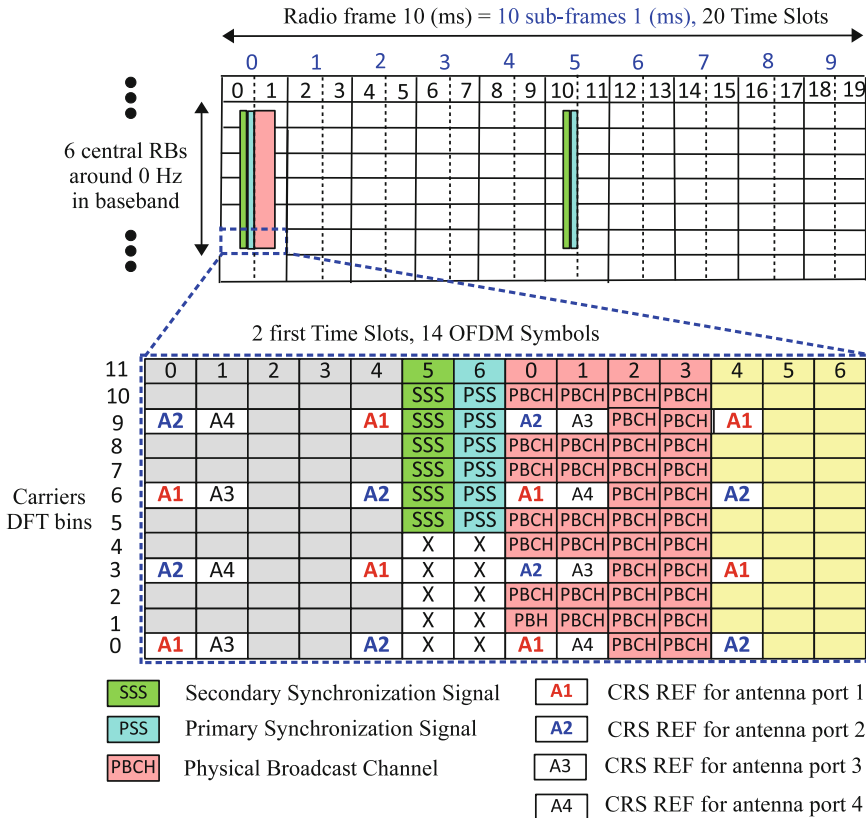 Radio frame 10 (ms) = 10 sub-frames 1 (ms), 20 Time Slots
0 1 2 3 4 5 6 7 8 9
0 1 2 3 4 5 6 7 8 9 10 11 12 13 14 15 16 17 18 19
6 central RBs
around 0 Hz
in baseband
2 first Time Slots, 14 OFDM Symbols
11 0 1 2 3 4 5 6 0 1 2 3 4 5 6
10 SSS PSS PBCH PBCH PBCH PBCH
9 A2 A4 A1 SSS PSS A2 A3 PBCH PBCH A1
8 SSS PSS PBCH PBCH PBCH PBCH
7 SSS PSS PBCH PBCH PBCH PBCH
Carriers
DFT bins
6 A1 A3 A2 SSS PSS A1 A4 PBCH PBCH A2
5 SSS PSS PBCH PBCH PBCH PBCH
4 X X PBCH PBCH PBCH PBCH
3 A2 A4 A1 X X A2 A3 PBCH PBCH A1
2 X X PBCH PBCH PBCH PBCH
1 X X PBH PBCH PBCH PBCH
0 A1 A3 A2 X X A1 A4 PBCH PBCH A2
SSS Secondary Synchronization Signal
PSS Primary Synchronization Signal
PBCH Physical Broadcast Channel
A1 CRS REF for antenna port 1
A2 CRS REF for antenna port 2
A3 CRS REF for antenna port 3
A4 CRS REF for antenna port 4